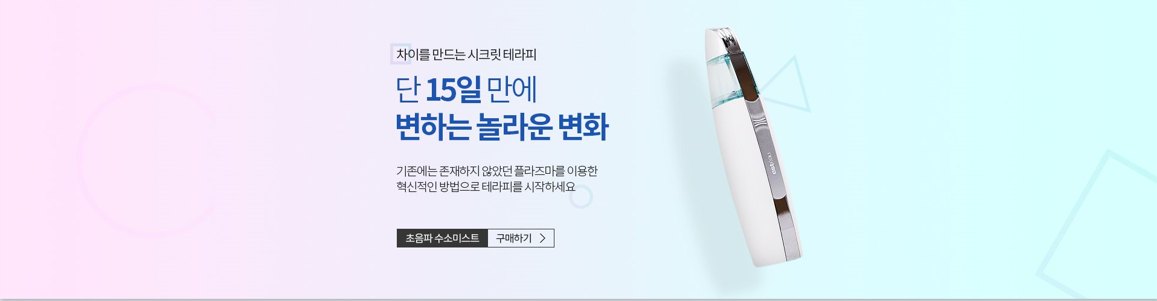 차이를 만드는 시크릿 테라피
단 15일 만에
변하는 놀라운 변화
기존에는 존재하지 않았던 플라즈마를 이용한
혁신적인 방법으로 테라피를 시작하세요
초음파 수소미스트 구매하기